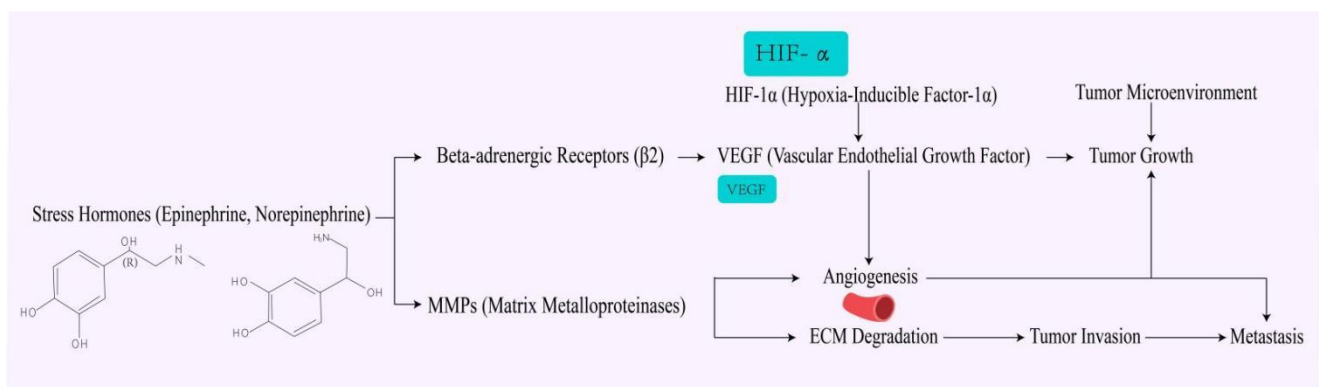 HIF- α
HIF-1α (Hypoxia-Inducible Factor-1α)
Tumor Microenvironment
Beta-adrenergic Receptors (β2)
VEGF (Vascular Endothelial Growth Factor)
Tumor Growth
VEGF
Stress Hormones (Epinephrine, Norepinephrine)
OH
(R)
H
N
HO
OH
H₂N
HO
HO
OH
Angiogenesis
MMPs (Matrix Metalloproteinases)
ECM Degradation
Tumor Invasion
Metastasis